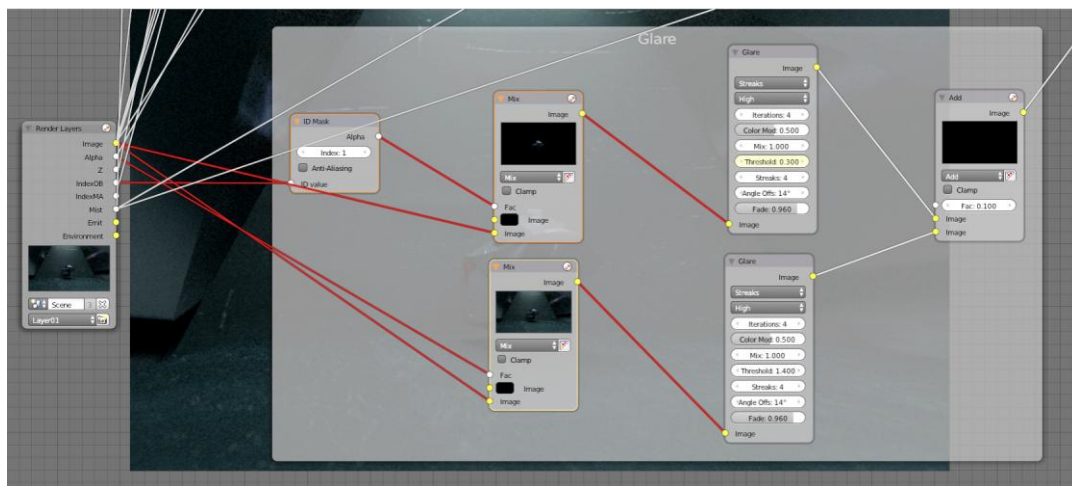 Glare
Render Layers
Image
Alpha
Z
IndexOB
IndexMA
Mist
Emit
Environment
Scene
3
Layer01
ID Mask
Alpha
Index: 1
Anti-Aliasing
ID value
Mix
Image
Mix
Clamp
Fac
Image
Image
Mix
Image
Mix
Clamp
Fac
Image
Image
Glare
Image
Streaks
High
Iterations: 4
Color Mod: 0.500
Mix: 1.000
Threshold: 0.300
Streaks: 4
Angle Offs: 14°
Fade: 0.960
Image
Glare
Image
Streaks
High
Iterations: 4
Color Mod: 0.500
Mix: 1.000
Threshold: 1.400
Streaks: 4
Angle Offs: 14°
Fade: 0.960
Image
Add
Image
Add
Clamp
Fac: 0.100
Image
Image